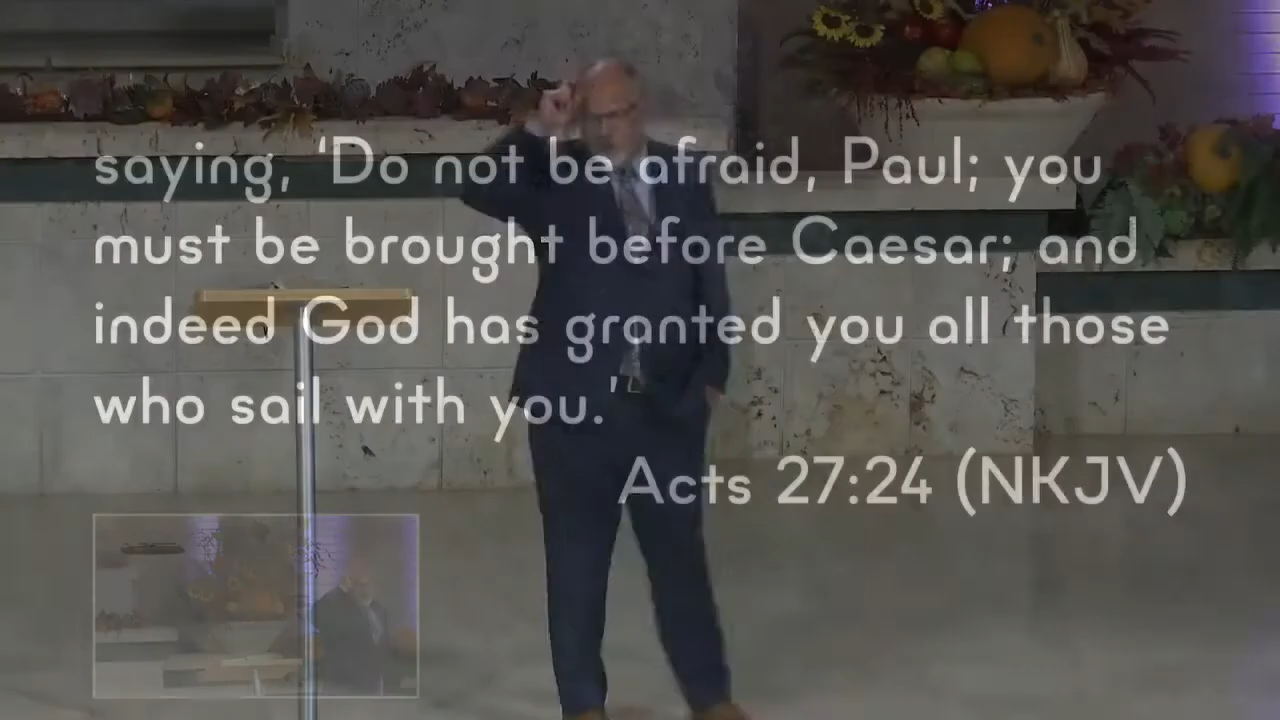 saying, ‘Do not be afraid, Paul; you
must be brought before Caesar; and
indeed God has granted you all those
who sail with you.’
Acts 27:24 (NKJV)